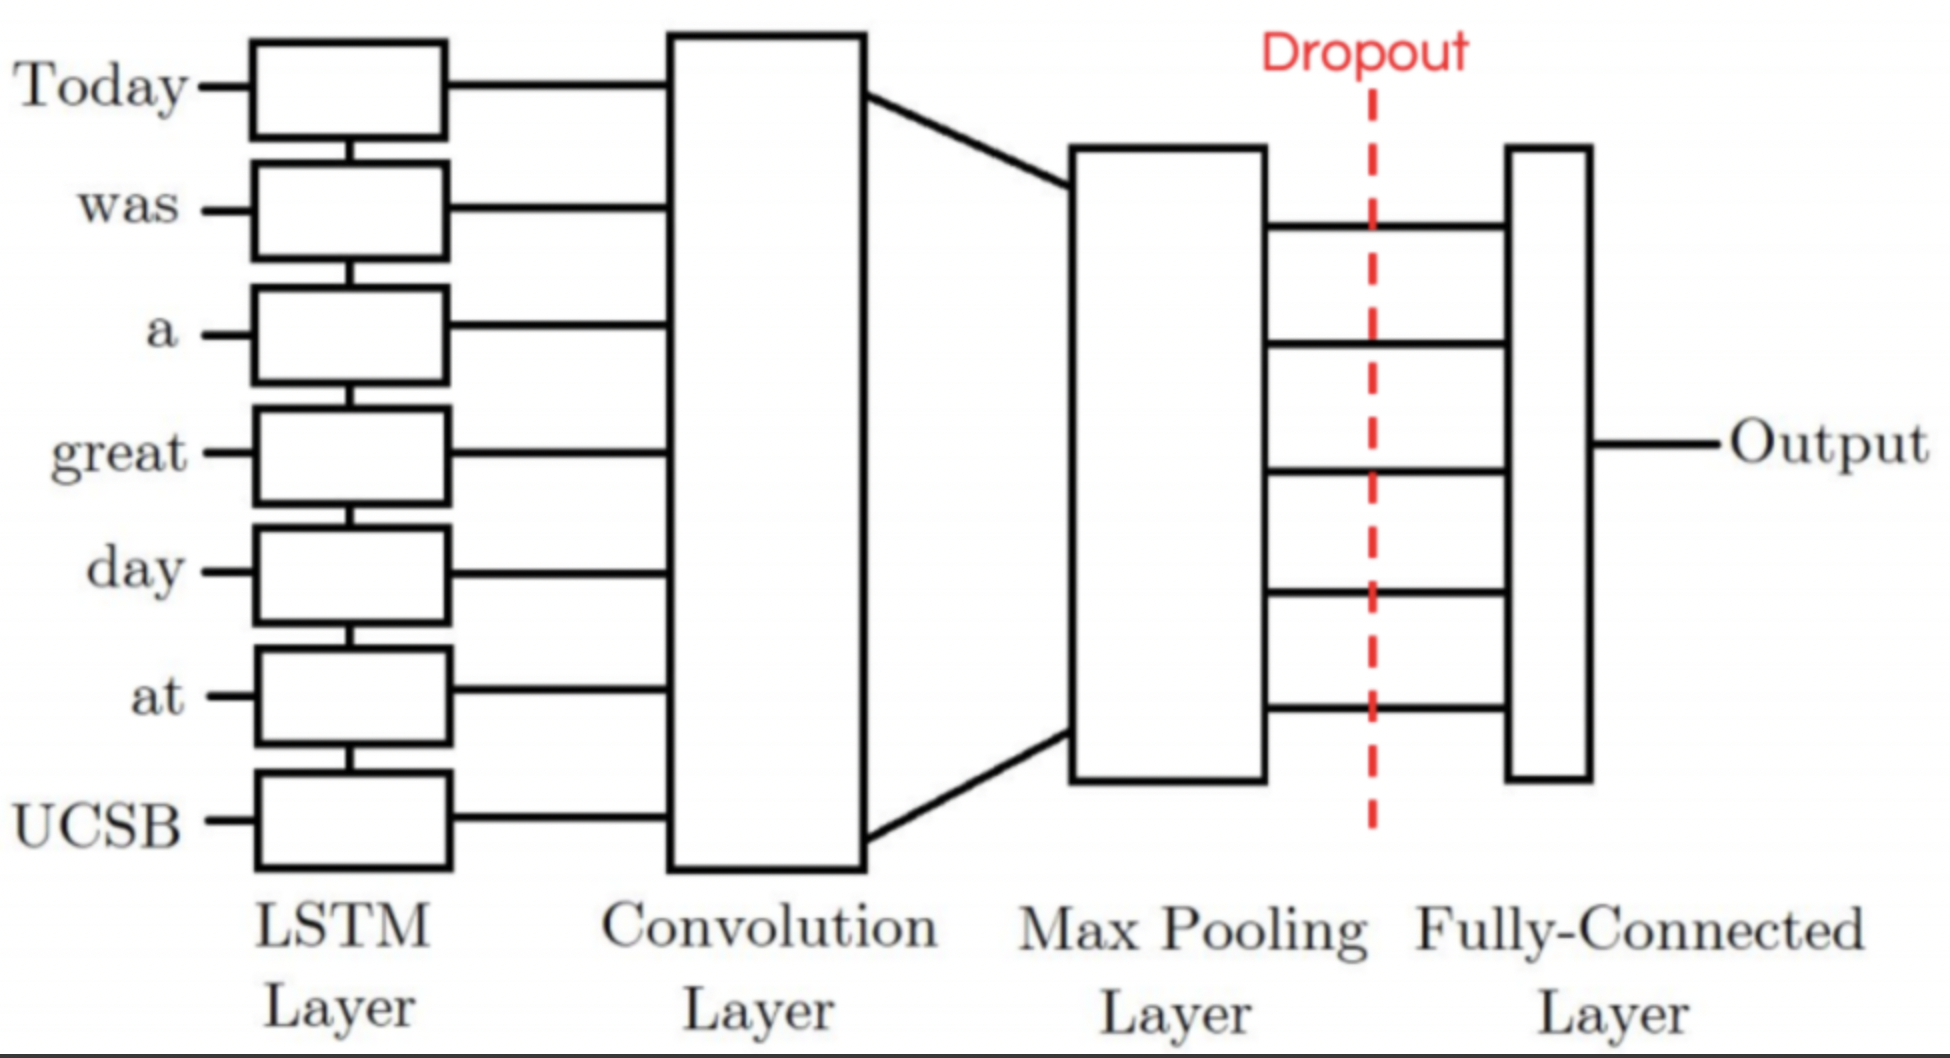 Dropout
Today
was
a
great
day
at
UCSB
Output
LSTM
Layer
Convolution
Layer
Max Pooling
Layer
Fully-Connected
Layer